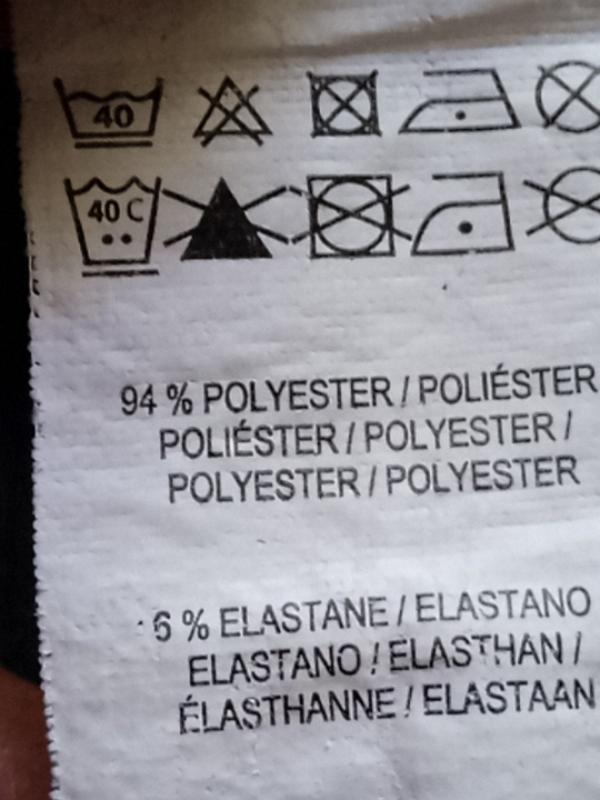 40
40 C
94 % POLYESTER / POLIÉSTER
POLIÉSTER / POLYESTER /
POLYESTER / POLYESTER
6 % ELASTANE / ELASTANO
ELASTANO / ELASTHAN /
ÉLASTHANNE / ELASTAAN